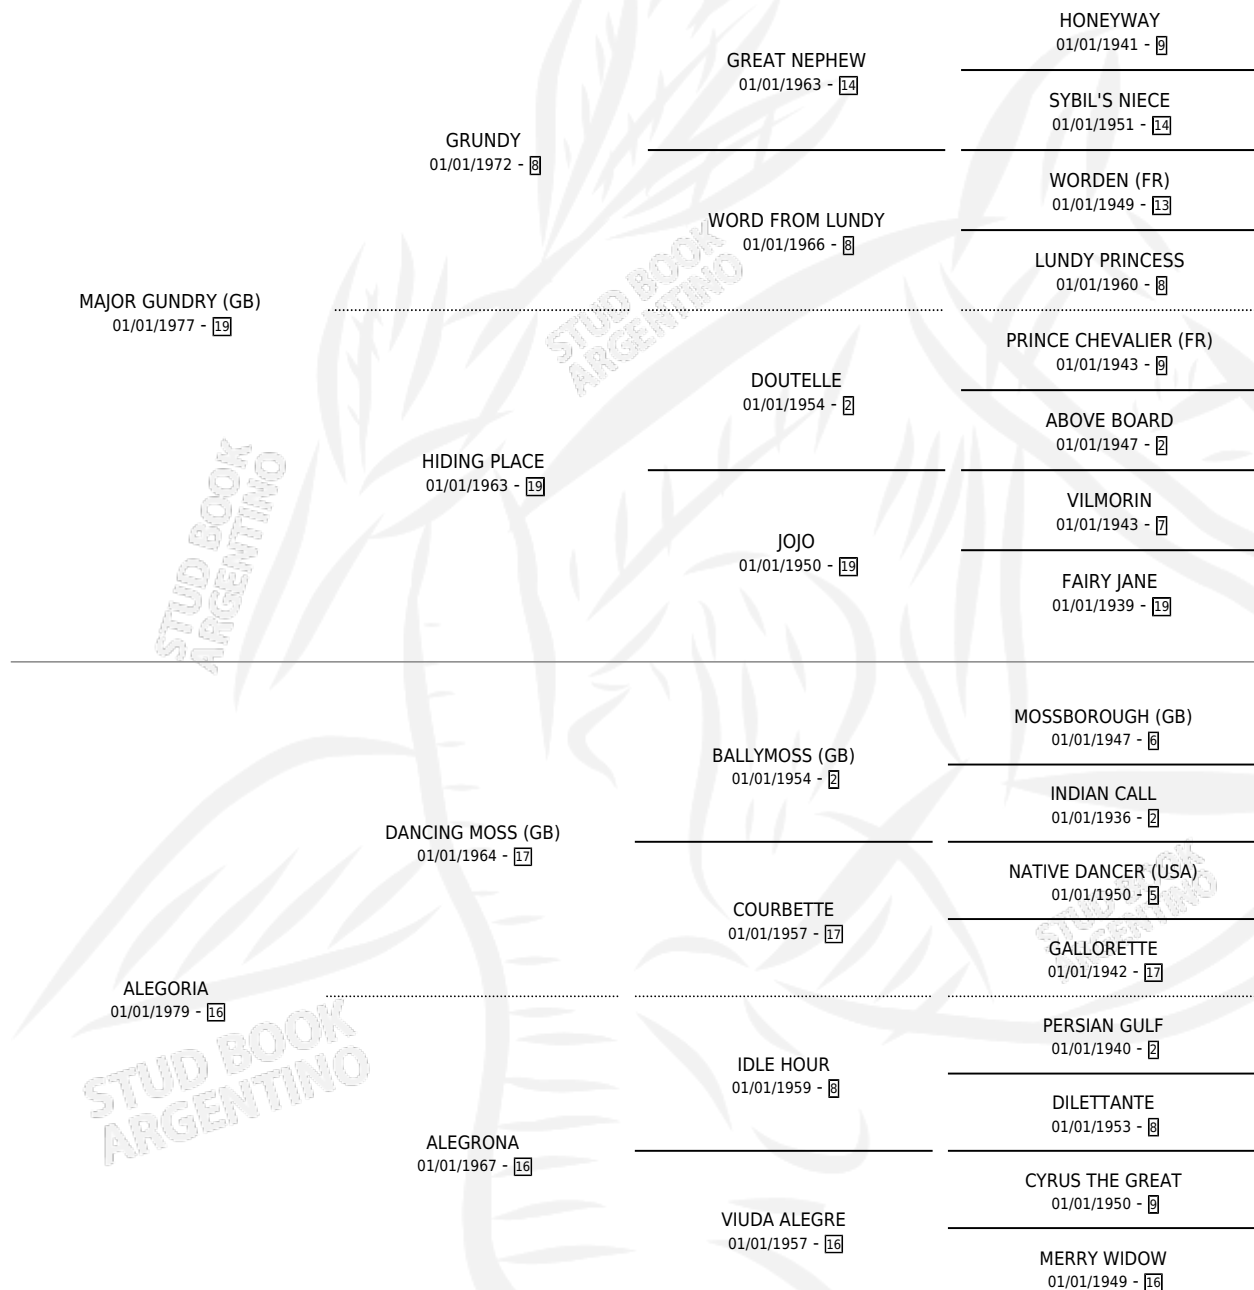 MAJOR GUNDRY (GB)
01/01/1977 - 19
GRUNDY
01/01/1972 - 8
HIDING PLACE
01/01/1963 - 19
GREAT NEPHEW
01/01/1963 - 14
WORD FROM LUNDY
01/01/1966 - 8
DOUTELLE
01/01/1954 - 2
JOJO
01/01/1950 - 19
HONEYWAY
01/01/1941 - 9
SYBIL'S NIECE
01/01/1951 - 14
WORDEN (FR)
01/01/1949 - 13
LUNDY PRINCESS
01/01/1960 - 8
PRINCE CHEVALIER (FR)
01/01/1943 - 9
ABOVE BOARD
01/01/1947 - 2
VILMORIN
01/01/1943 - 7
FAIRY JANE
01/01/1939 - 19
ALEGORIA
01/01/1979 - 16
DANCING MOSS (GB)
01/01/1964 - 17
ALEGRONA
01/01/1967 - 16
BALLYMOSS (GB)
01/01/1954 - 2
COURBETTE
01/01/1957 - 17
IDLE HOUR
01/01/1959 - 8
VIUDA ALEGRE
01/01/1957 - 16
MOSSBOROUGH (GB)
01/01/1947 - 6
INDIAN CALL
01/01/1936 - 2
NATIVE DANCER (USA)
01/01/1950 - 5
GALLORETTE
01/01/1942 - 17
PERSIAN GULF
01/01/1940 - 2
DILETTANTE
01/01/1953 - 8
CYRUS THE GREAT
01/01/1950 - 9
MERRY WIDOW
01/01/1949 - 16
STUD BOOK
ARGENTINO
STUD BOOK
ARGENTINO
STUD BOOK
ARGENTINO
STUD BOOK
ARGENTINO